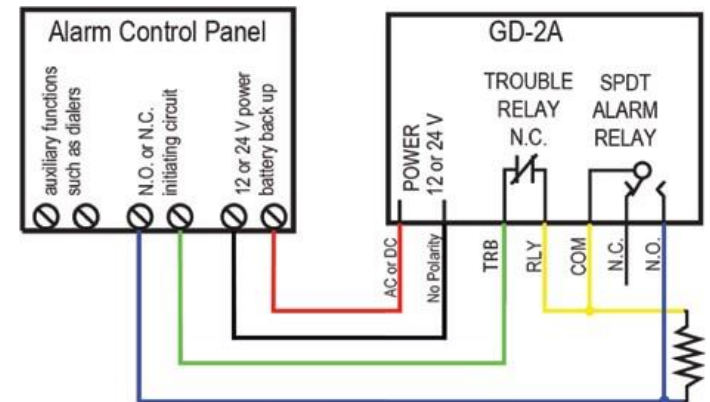 Alarm Control Panel
auxiliary functions
such as dialers
N.O. or N.C.
initiating circuit
12 or 24 V power
battery back up
GD-2A
POWER
12 or 24 V
TROUBLE
RELAY
N.C.
SPDT
ALARM
RELAY
AC or DC
No Polarity
TRB
RLY
COM
N.C.
N.O.